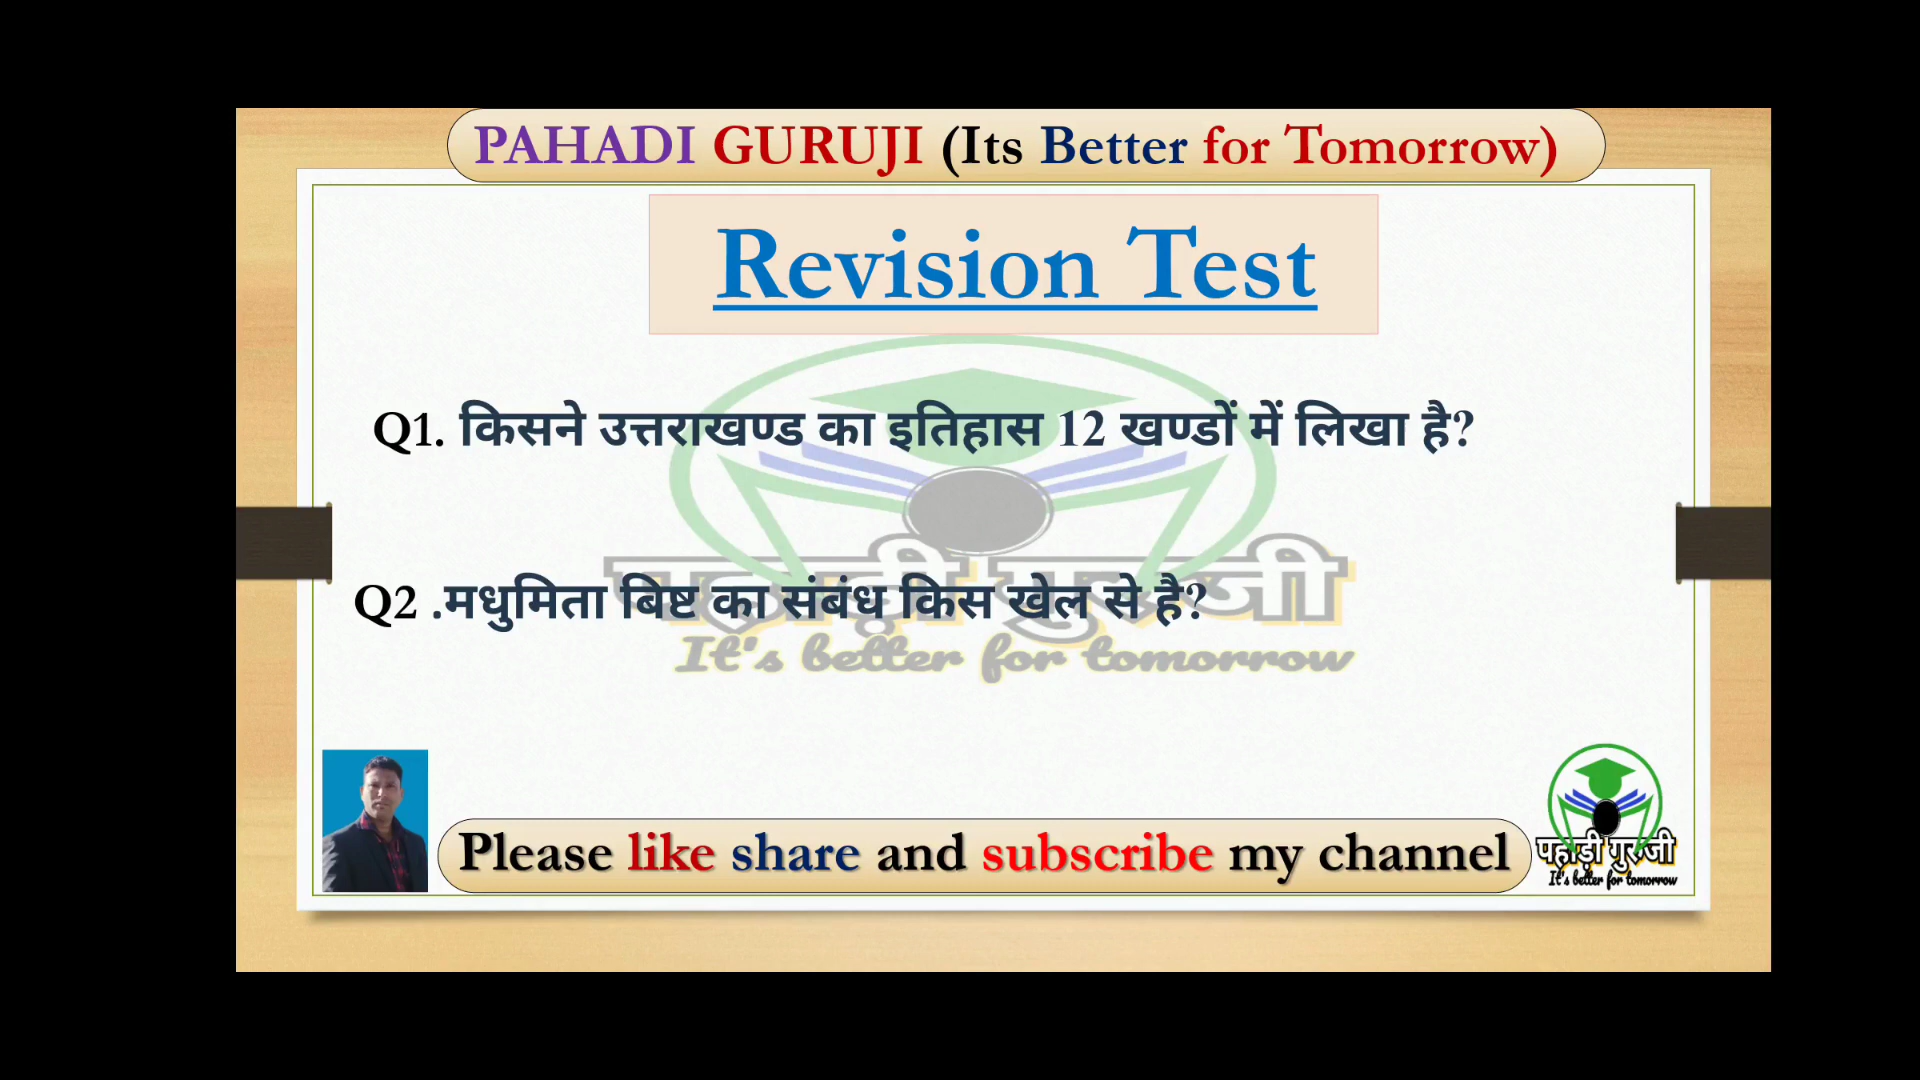 PAHADI GURUJI (Its Better for Tomorrow)
Revision Test
Q1. किसने उत्तराखण्ड का इतिहास 12 खण्डों में लिखा है?
Q2 .मधुमिता बिष्ट का संबंध किस खेल से है?
पहाड़ी गुरुजी
It's better for tomorrow
Please like share and subscribe my channel
पहाड़ी गुरुजी
It's better for tomorrow